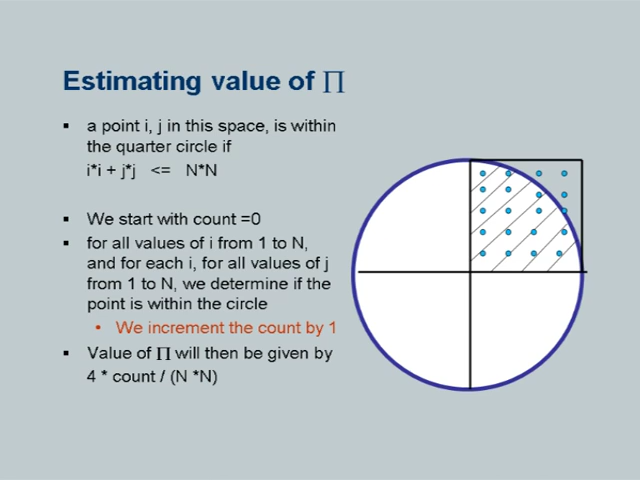 Estimating value of ∏
▪ a point i, j in this space, is within
the quarter circle if
i*i + j*j <= N*N
▪ We start with count =0
▪ for all values of i from 1 to N,
and for each i, for all values of j
from 1 to N, we determine if the
point is within the circle
• We increment the count by 1
▪ Value of ∏ will then be given by
4 * count / (N *N)